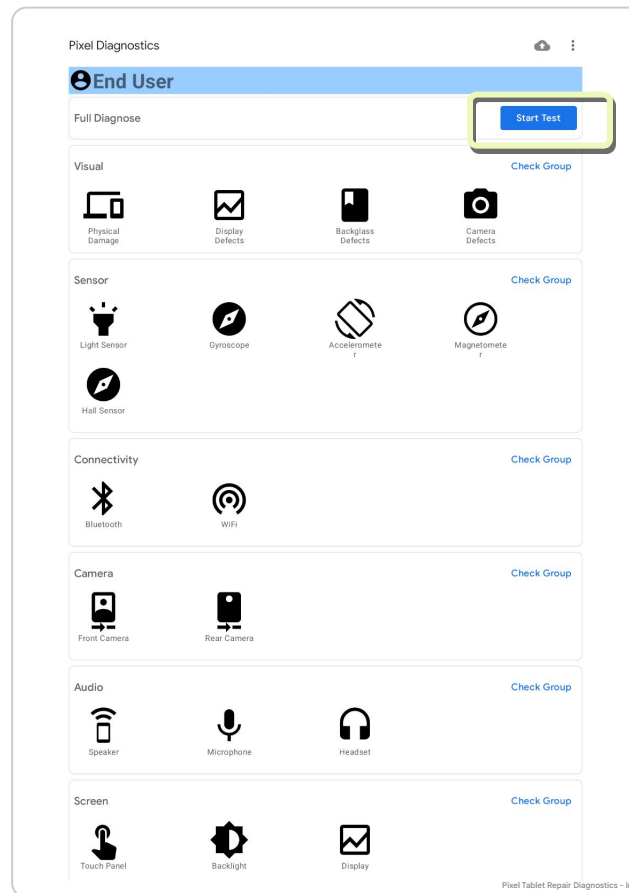 Pixel Diagnostics
End User
Full Diagnose
Start Test
Visual
Check Group
Physical
Damage
Display
Defects
Backglass
Defects
Camera
Defects
Sensor
Check Group
Light Sensor
Gyroscope
Acceleromete
r
Magnetomete
r
Hall Sensor
Connectivity
Check Group
Bluetooth
WiFi
Camera
Check Group
Front Camera
Rear Camera
Audio
Check Group
Speaker
Microphone
Headset
Screen
Check Group
Touch Panel
Backlight
Display
Pixel Tablet Repair Diagnostics -